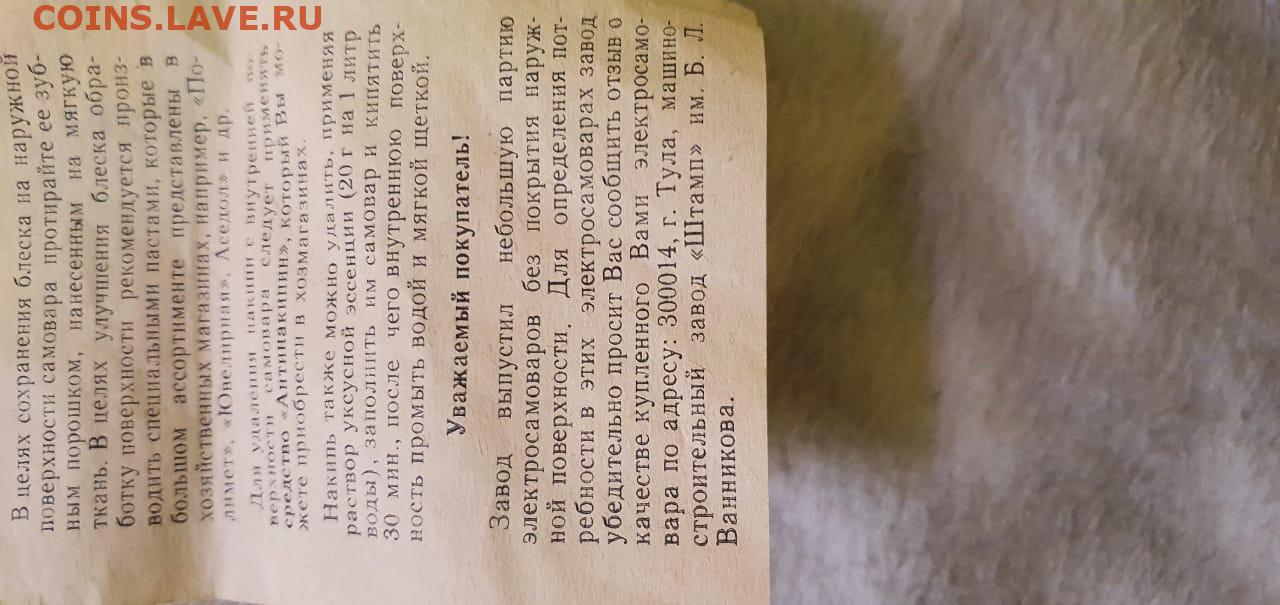 COINS.LAVE.RU
В целях сохранения блеска на наружной
поверхности самовара протирайте ее зуб-
ным порошком, нанесенным на мягкую
ткань. В целях улучшения блеска обра-
ботку поверхности рекомендуется произ-
водить специальными пастами, которые в
большом ассортименте представлены в
хозяйственных магазинах, например, «По-
лимет», «Ювелирная», Аседол» и др.
Для удаления накипи с внутренней по-
верхности самовара следует применять
средство «Антинакипин», который Вы мо-
жете приобрести в хозмагазинах.
Накипь также можно удалить, применяя
раствор уксусной эссенции (20 г на 1 литр
воды), заполнить им самовар и кипятить
30 мин., после чего внутреннюю поверх-
ность промыть водой и мягкой щеткой.
Уважаемый покупатель!
Завод выпустил небольшую партию
электросамоваров без покрытия наруж-
ной поверхности. Для определения пот-
ребности в этих электросамоварах завод
убедительно просит Вас сообщить отзыв о
качестве купленного Вами электросамо-
вара по адресу: 300014, г. Тула, машино-
строительный завод «Штамп» им. Б. Л.
Ванникова.